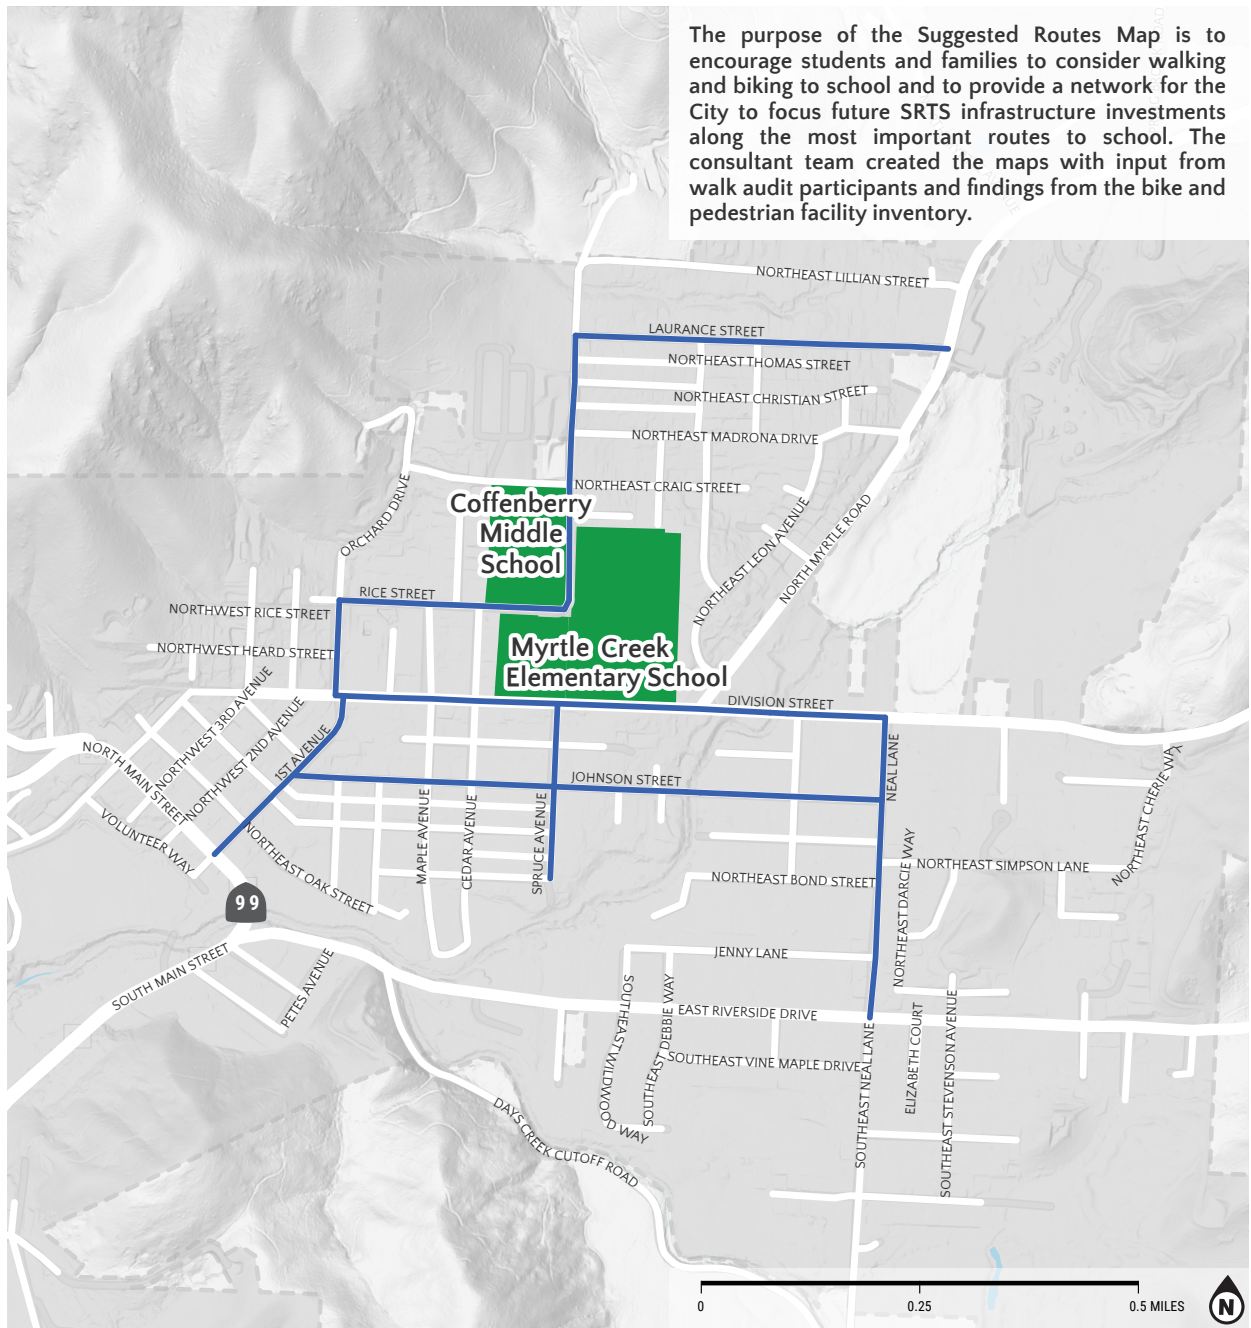 The purpose of the Suggested Routes Map is to
encourage students and families to consider walking
and biking to school and to provide a network for the
City to focus future SRTS infrastructure investments
along the most important routes to school. The
consultant team created the maps with input from
walk audit participants and findings from the bike and
pedestrian facility inventory.
NORTHEAST LILLIAN STREET
LAURANCE STREET
NORTHEAST THOMAS STREET
NORTHEAST CHRISTIAN STREET
NORTHEAST MADRONA DRIVE
NORTHEAST CRAIG STREET
ORCHARD DRIVE
Coffenberry
Middle
School
NORTHEAST LEON AVENUE
NORTH MYRTLE ROAD
RICE STREET
NORTHWEST RICE STREET
NORTHWEST HEARD STREET
Myrtle Creek
Elementary School
DIVISION STREET
NORTHWEST 3RD AVENUE
NORTHWEST 2ND AVENUE
1ST AVENUE
NORTH MAIN STREET
JOHNSON STREET
NEAL LANE
NORTHEAST CHERIE WAY
VOLUNTEER WAY
NORTHEAST OAK STREET
MAPLE AVENUE
CEDAR AVENUE
SPRUCE AVENUE
NORTHEAST SIMPSON LANE
NORTHEAST BOND STREET
NORTHEAST DARCIE WAY
99
SOUTH MAIN STREET
PETES AVENUE
JENNY LANE
SOUTHEAST WILDWOOD WAY
SOUTHEAST DEBBIE WAY
EAST RIVERSIDE DRIVE
SOUTHEAST VINE MAPLE DRIVE
SOUTHEAST NEAL LANE
ELIZABETH COURT
SOUTHEAST STEVENSON AVENUE
DAYS CREEK CUTOFF ROAD
0
0.25
0.5 MILES
N